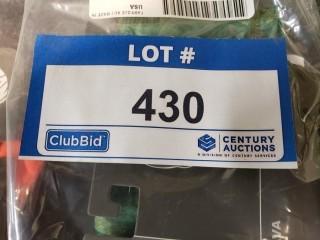 USA
LOT #
430
ClubBid
CENTURY
AUCTIONS
A DIVISION OF CENTURY SERVICES